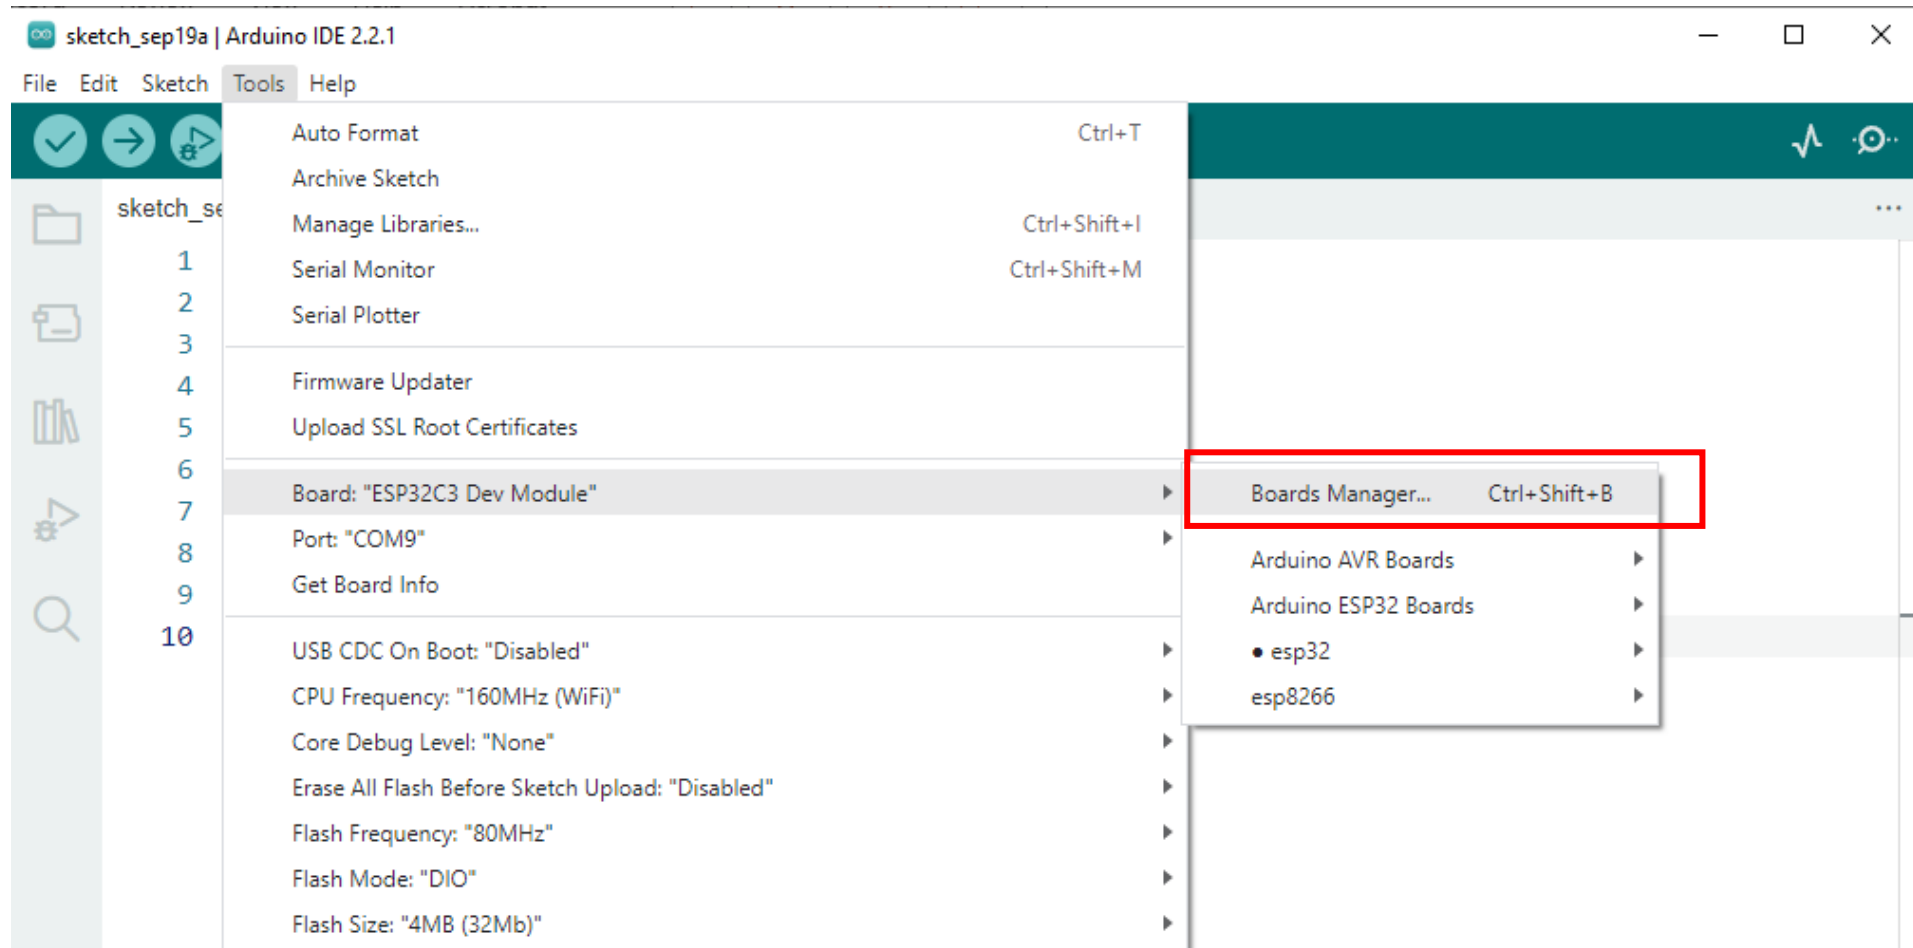 sketch_sep19a | Arduino IDE 2.2.1
File Edit Sketch Tools Help
Auto Format Ctrl+T
Archive Sketch
sketch_se
Manage Libraries... Ctrl+Shift+I
1
Serial Monitor Ctrl+Shift+M
2
Serial Plotter
3
Firmware Updater
4
Upload SSL Root Certificates
5
6
Board: "ESP32C3 Dev Module"
Boards Manager... Ctrl+Shift+B
7
Port: "COM9"
8
Arduino AVR Boards
Get Board Info
9
Arduino ESP32 Boards
10
USB CDC On Boot: "Disabled"
● esp32
CPU Frequency: "160MHz (WiFi)"
esp8266
Core Debug Level: "None"
Erase All Flash Before Sketch Upload: "Disabled"
Flash Frequency: "80MHz"
Flash Mode: "DIO"
Flash Size: "4MB (32Mb)"